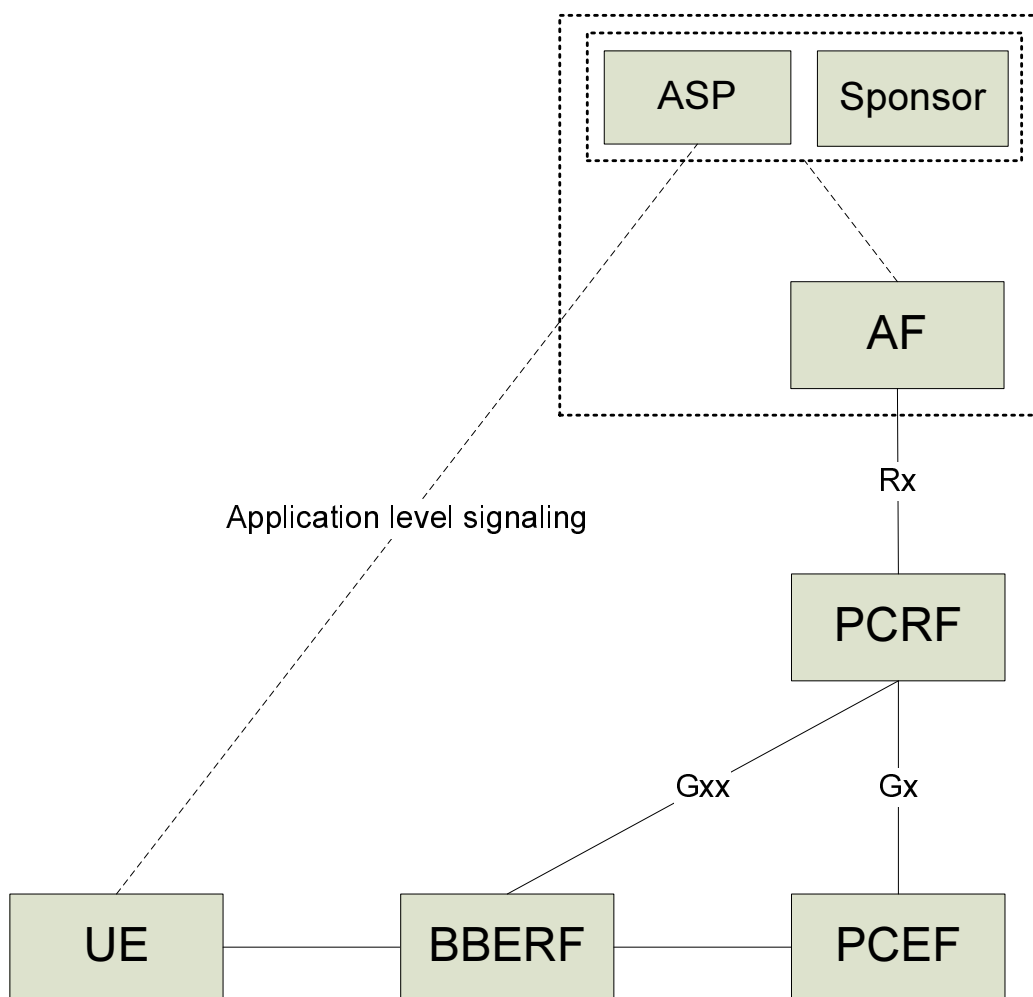 ASP
Sponsor
AF
Rx
Application level signaling
PCRF
Gxx
Gx
UE
BBERF
PCEF